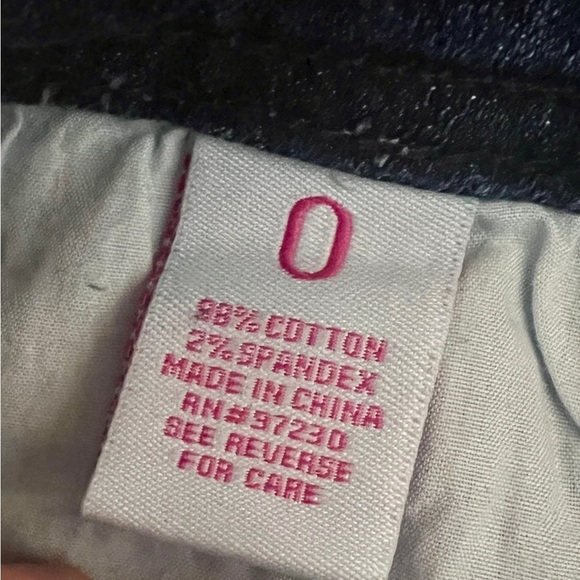 0
98% COTTON
2% SPANDEX
MADE IN CHINA
RN#97230
SEE REVERSE
FOR CARE